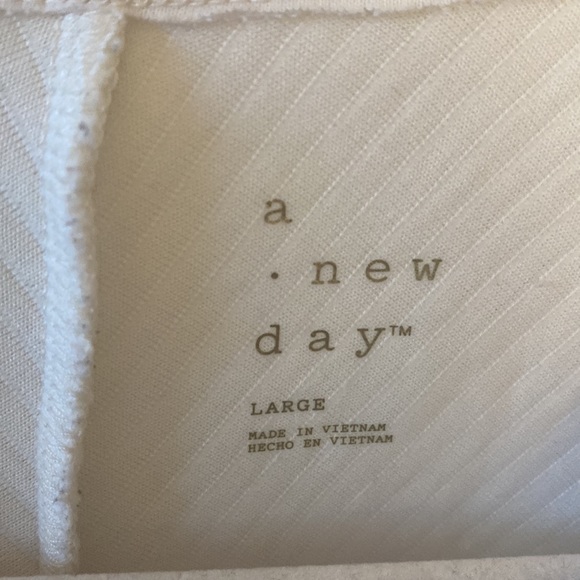 a
· new
day™
LARGE
MADE IN VIETNAM
HECHO EN VIETNAM